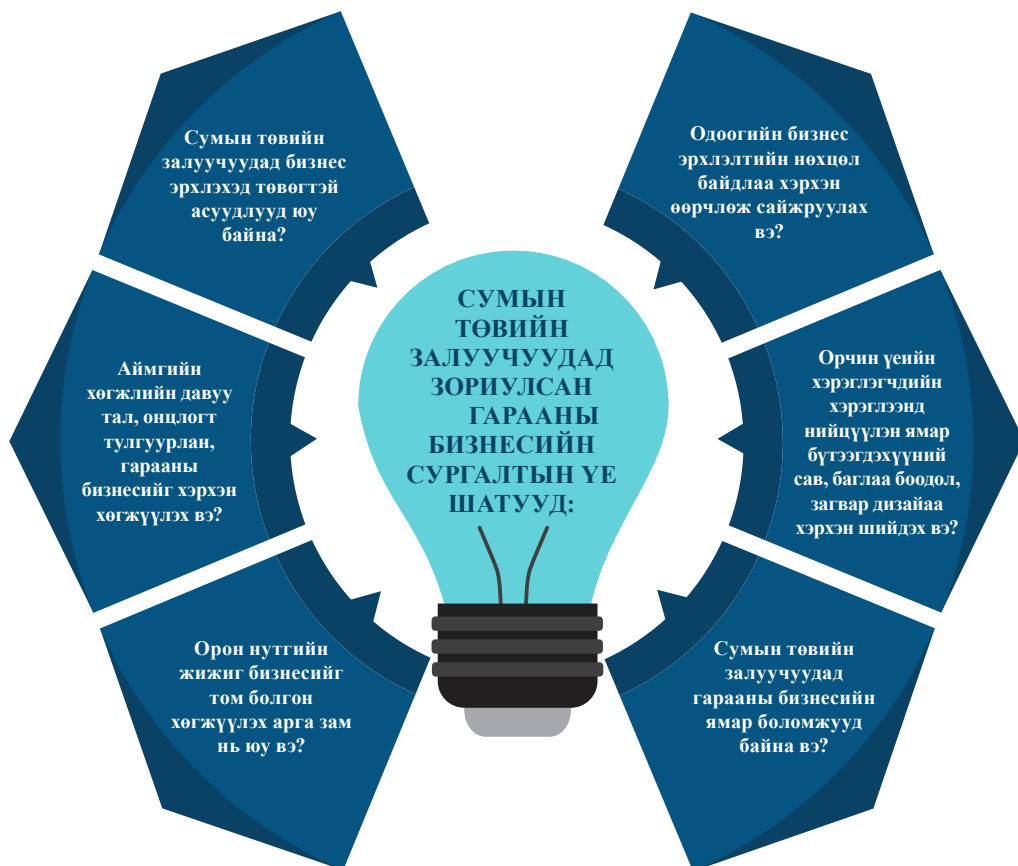 Сумын төвийн
залуучуудад бизнес
эрхлэхэд төвөгтэй
асуудлууд юу
байна?
Одоогийн бизнес
эрхлэлтийн нөхцөл
байдлаа хэрхэн
өөрчлөж сайжруулах
вэ?
СУМЫН
ТӨВИЙН
ЗАЛУУЧУУДАД
ЗОРИУЛСАН
ГАРААНЫ
БИЗНЕСИЙН
СУРГАЛТЫН ҮЕ
ШАТУУД:
Аймгийн
хөгжлийн давуу
тал, онцлогт
тулгуурлан,
гарааны
бизнесийг хэрхэн
хөгжүүлэх вэ?
Орчин үеийн
хэрэглэгчдийн
хэрэглээнд
нийцүүлэн ямар
бүтээгдэхүүний
сав, баглаа боодол,
загвар дизайаа
хэрхэн шийдэх вэ?
Орон нутгийн
жижиг бизнесийг
том болгон
хөгжүүлэх арга зам
нь юу вэ?
Сумын төвийн
залуучуудад
гарааны бизнесийн
ямар боломжууд
байна вэ?